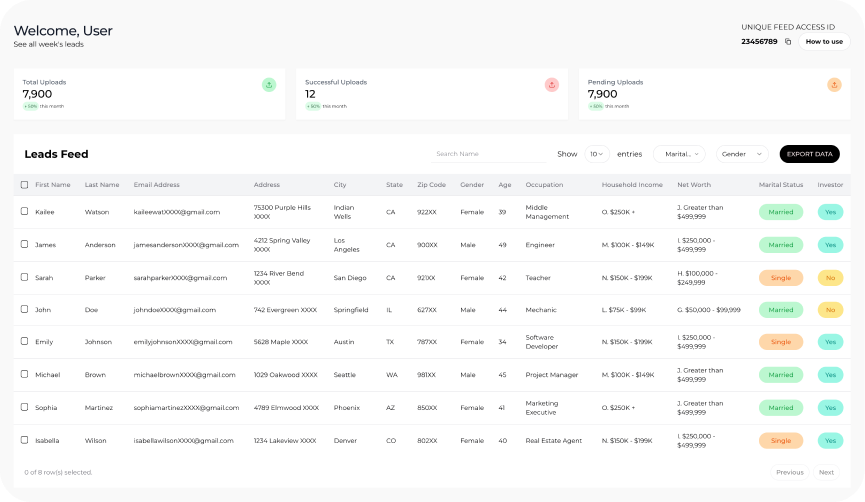 Welcome, User
See all week's leads
UNIQUE FEED ACCESS ID
23456789 How to use
Total Uploads
7,900
+ 50% this month
Successful Uploads
12
+ 50% this month
Pending Uploads
7,900
+ 50% this month
Leads Feed Search Name Show 10 entries Marital... Gender EXPORT DATA
First Name Last Name Email Address Address City State Zip Code Gender Age Occupation Household Income Net Worth Marital Status Investor
Kailee Watson kaileewatXXXX@gmail.com 75300 Purple Hills XXXX Indian Wells CA 922XX Female 39 Middle Management O. $250K + J. Greater than $499,999 Married Yes
James Anderson jamesandersonXXXX@gmail.com 4212 Spring Valley XXXX Los Angeles CA 900XX Male 49 Engineer M. $100K - $149K I. $250,000 - $499,999 Married Yes
Sarah Parker sarahparkerXXXX@gmail.com 1234 River Bend XXXX San Diego CA 921XX Female 42 Teacher N. $150K - $199K H. $100,000 - $249,999 Single No
John Doe johndoeXXXX@gmail.com 742 Evergreen XXXX Springfield IL 627XX Male 44 Mechanic L. $75K - $99K G. $50,000 - $99,999 Married No
Emily Johnson emilyjohnsonXXXX@gmail.com 5628 Maple XXXX Austin TX 787XX Female 34 Software Developer N. $150K - $199K I. $250,000 - $499,999 Single Yes
Michael Brown michaelbrownXXXX@gmail.com 1029 Oakwood XXXX Seattle WA 981XX Male 45 Project Manager M. $100K - $149K J. Greater than $499,999 Married Yes
Sophia Martinez sophiamartinezXXXX@gmail.com 4789 Elmwood XXXX Phoenix AZ 850XX Female 41 Marketing Executive O. $250K + J. Greater than $499,999 Married Yes
Isabella Wilson isabellawilsonXXXX@gmail.com 1234 Lakeview XXXX Denver CO 802XX Female 40 Real Estate Agent N. $150K - $199K I. $250,000 - $499,999 Single Yes
0 of 8 row(s) selected. Previous Next